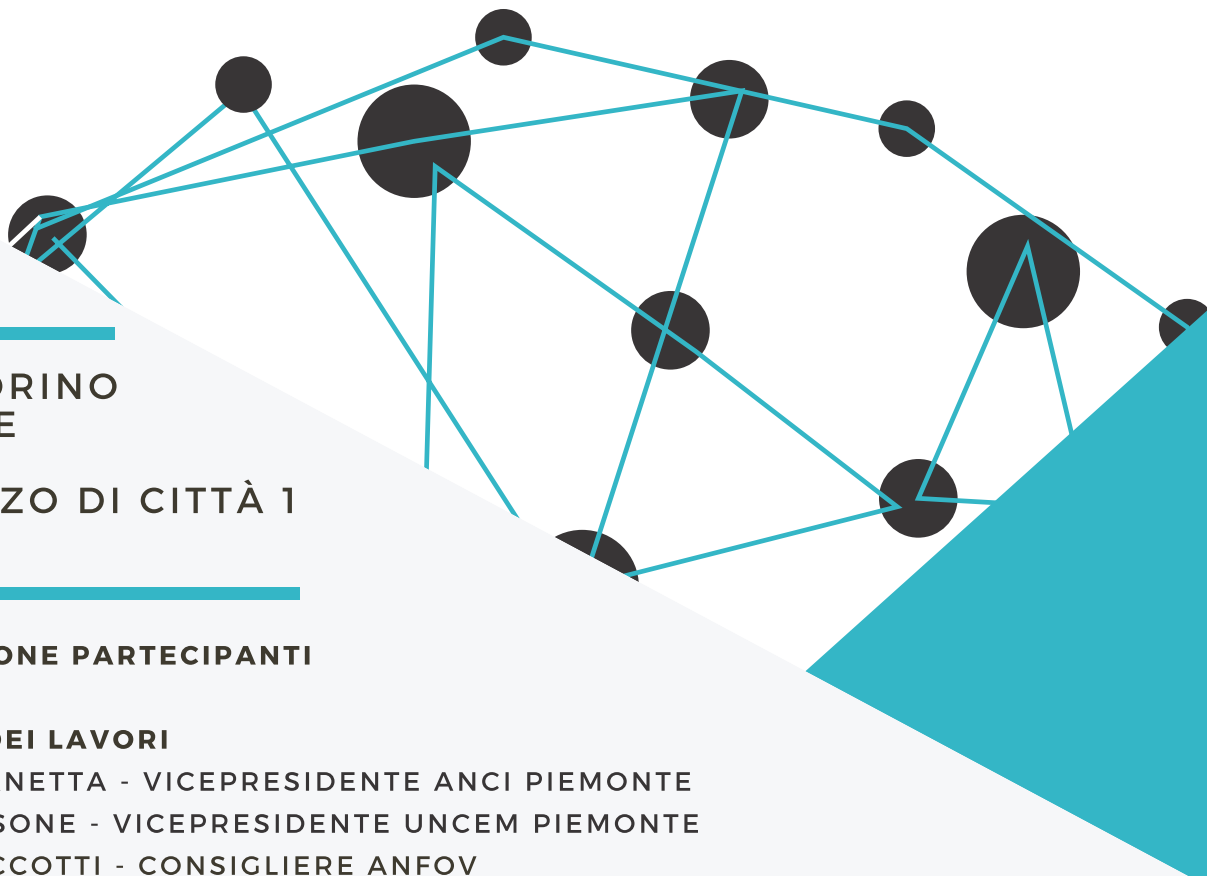 ORINO
E
ZZO DI CITTÀ 1
ONE PARTECIPANTI
DEI LAVORI
NETTA - VICEPRESIDENTE ANCI PIEMONTE
SONE - VICEPRESIDENTE UNCEM PIEMONTE
CCOTTI - CONSIGLIERE ANFOV